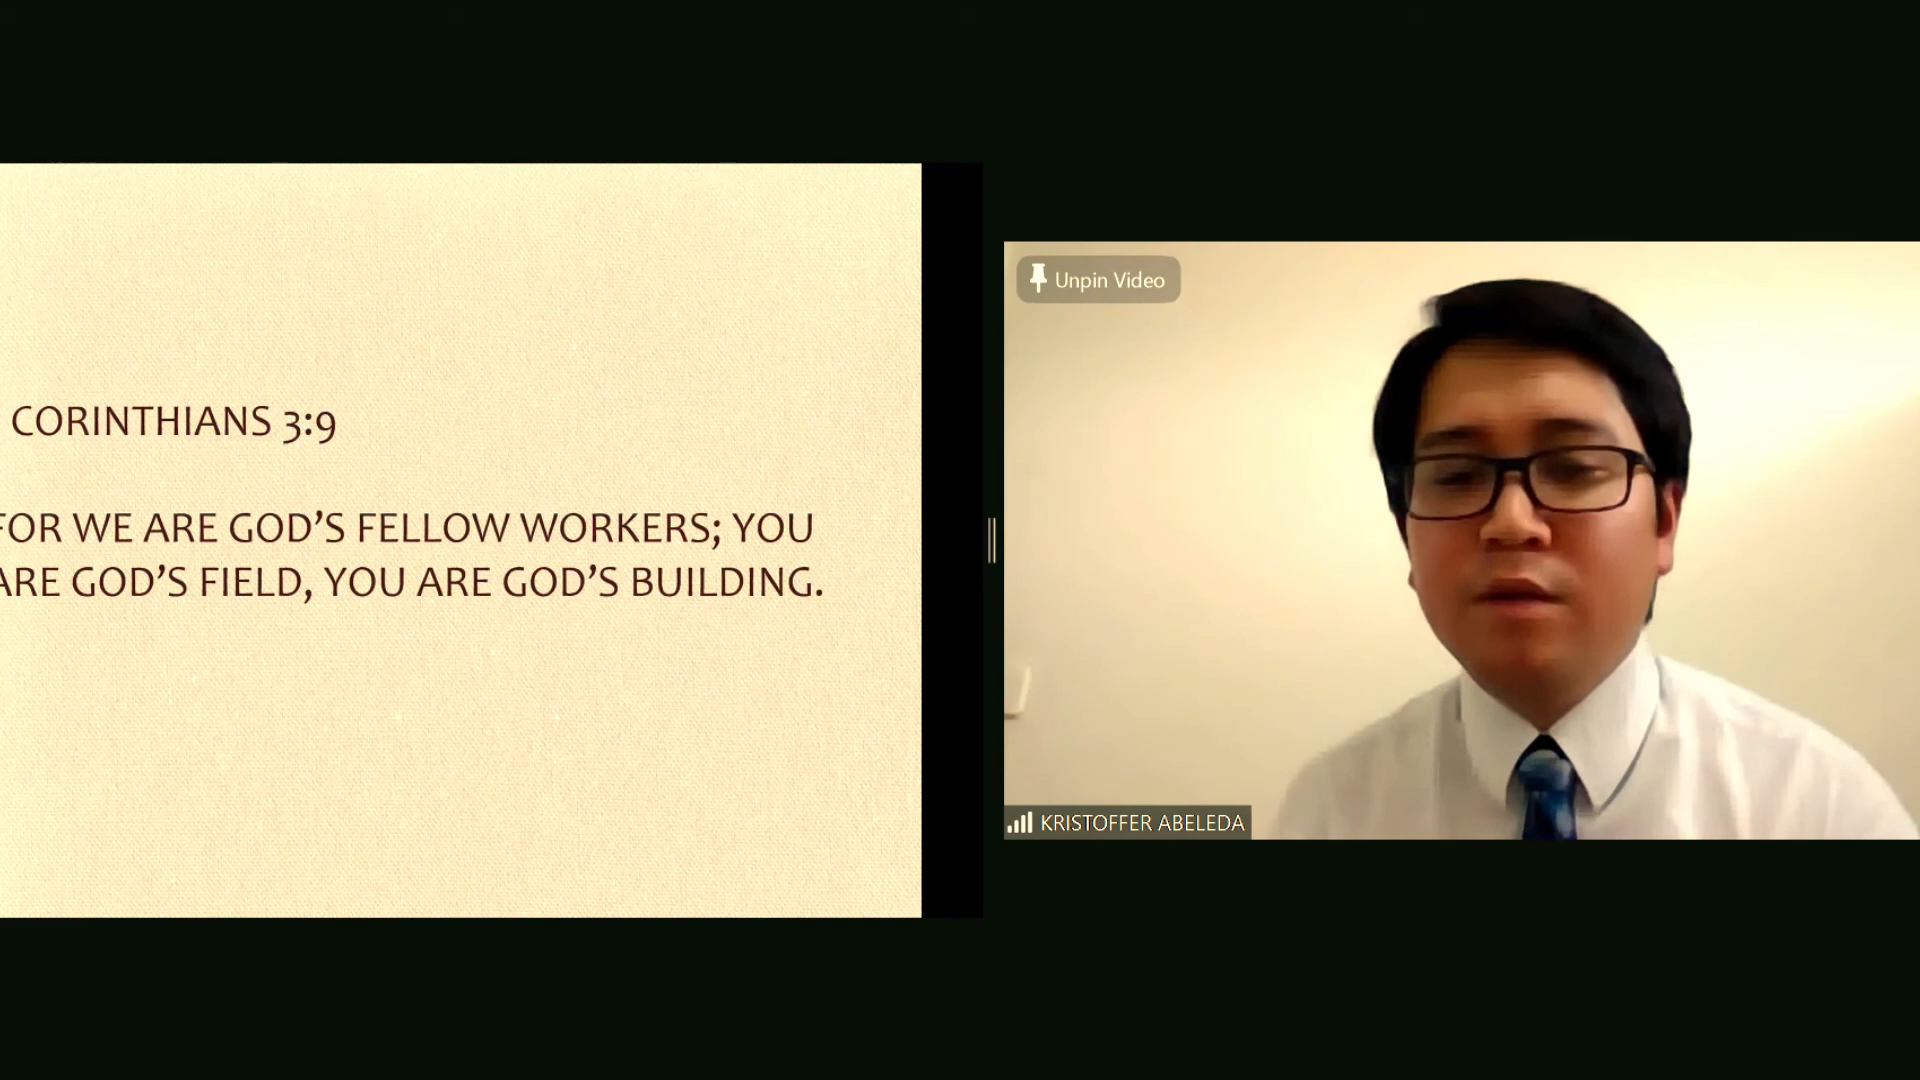 CORINTHIANS 3:9
FOR WE ARE GOD’S FELLOW WORKERS; YOU
ARE GOD’S FIELD, YOU ARE GOD’S BUILDING.
Unpin Video
KRISTOFFER ABELEDA